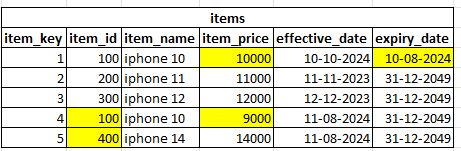 items
item_key item_id item_name item_price effective_date expiry_date
1 100 iphone 10 10000 10-10-2024 10-08-2024
2 200 iphone 11 11000 11-11-2023 31-12-2049
3 300 iphone 12 12000 12-12-2023 31-12-2049
4 100 iphone 10 9000 11-08-2024 31-12-2049
5 400 iphone 14 14000 11-08-2024 31-12-2049